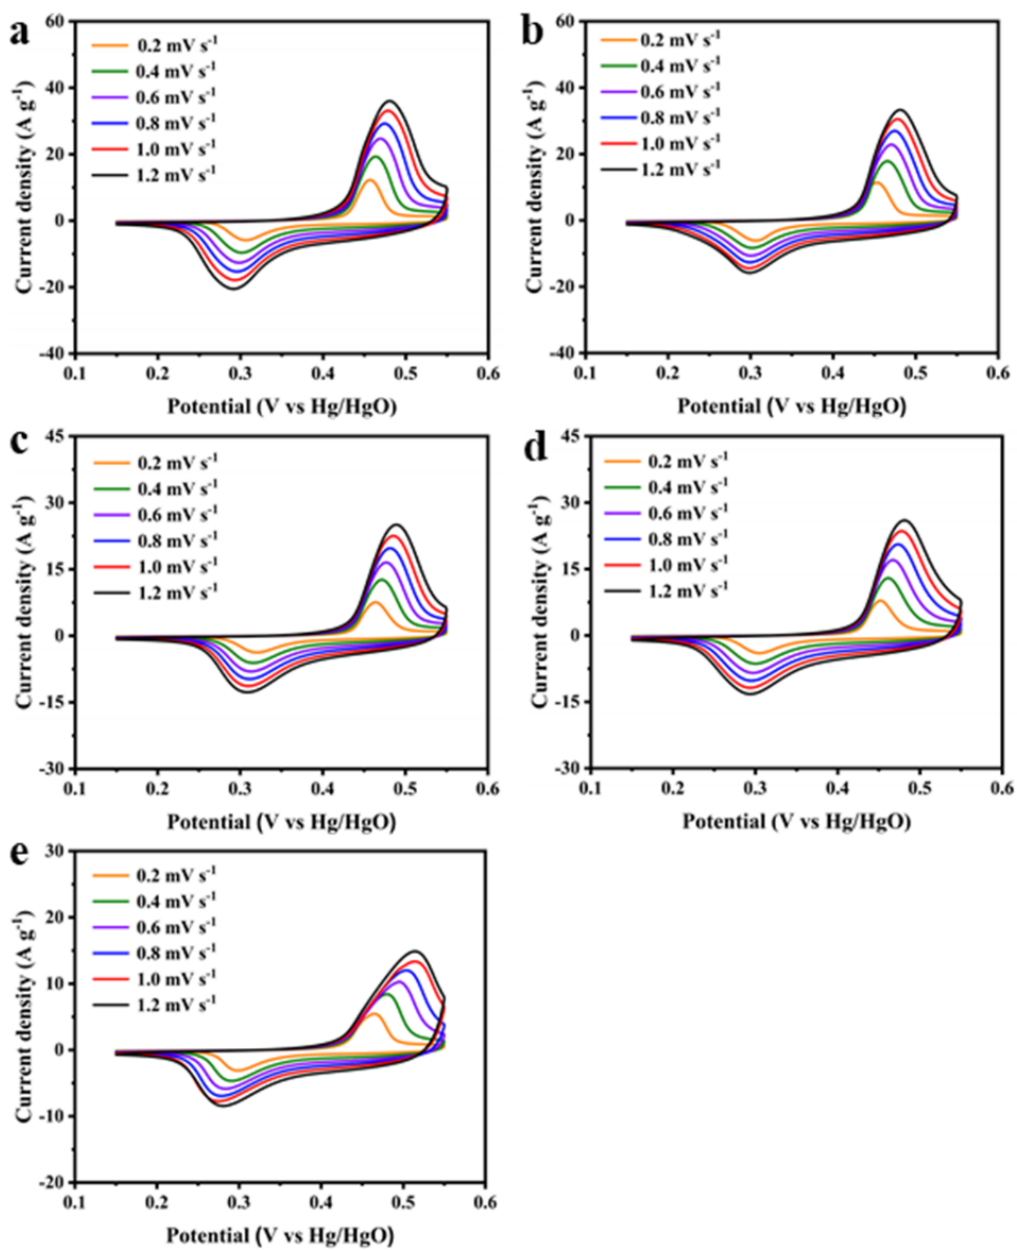 a
60
40
20
0
-20
-40
0.1 0.2 0.3 0.4 0.5 0.6
Current density (A g-1)
Potential (V vs Hg/HgO)
0.2 mV s-1
0.4 mV s-1
0.6 mV s-1
0.8 mV s-1
1.0 mV s-1
1.2 mV s-1
b
60
40
20
0
-20
-40
0.1 0.2 0.3 0.4 0.5 0.6
Current density (A g-1)
Potential (V vs Hg/HgO)
0.2 mV s-1
0.4 mV s-1
0.6 mV s-1
0.8 mV s-1
1.0 mV s-1
1.2 mV s-1
c
45
30
15
0
-15
-30
0.1 0.2 0.3 0.4 0.5 0.6
Current density (A g-1)
Potential (V vs Hg/HgO)
0.2 mV s-1
0.4 mV s-1
0.6 mV s-1
0.8 mV s-1
1.0 mV s-1
1.2 mV s-1
d
45
30
15
0
-15
-30
0.1 0.2 0.3 0.4 0.5 0.6
Current density (A g-1)
Potential (V vs Hg/HgO)
0.2 mV s-1
0.4 mV s-1
0.6 mV s-1
0.8 mV s-1
1.0 mV s-1
1.2 mV s-1
e
30
20
10
0
-10
-20
0.1 0.2 0.3 0.4 0.5 0.6
Current density (A g-1)
Potential (V vs Hg/HgO)
0.2 mV s-1
0.4 mV s-1
0.6 mV s-1
0.8 mV s-1
1.0 mV s-1
1.2 mV s-1